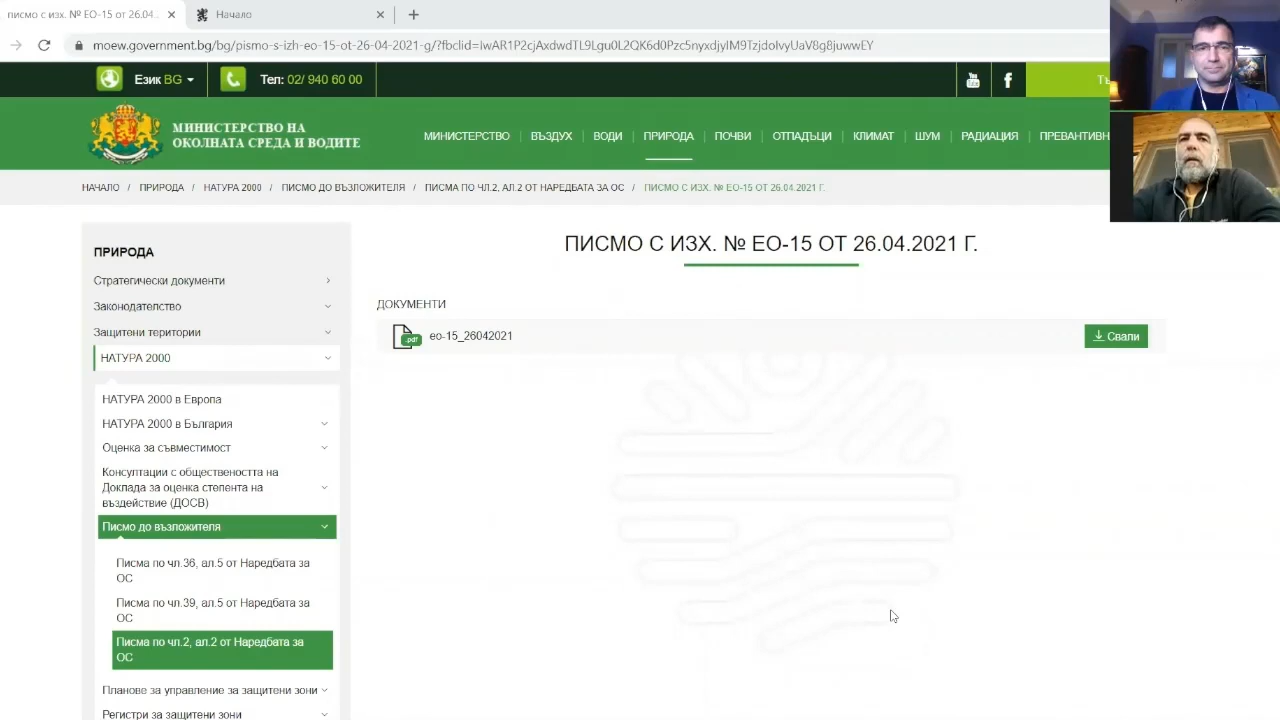 писмо с изх. № ЕО-15 от 26.04.
Начало
moew.government.bg/bg/pismo-s-izh-eo-15-ot-26-04-2021-g/?fbclid=IwAR1P2cjAxdwdTL9Lgu0L2QK6d0Pzc5nyxdjyIM9TzjdoIvyUaV8g8juwwEY
Език BG
Тел: 02/ 940 60 00
You
МИНИСТЕРСТВО НА
ОКОЛНАТА СРЕДА И ВОДИТЕ
МИНИСТЕРСТВО
ВЪЗДУХ
ВОДИ
ПРИРОДА
ПОЧВИ
ОТПАДЪЦИ
КЛИМАТ
ШУМ
РАДИАЦИЯ
ПРЕВАНТИВН
НАЧАЛО / ПРИРОДА / НАТУРА 2000 / ПИСМО ДО ВЪЗЛОЖИТЕЛЯ / ПИСМА ПО ЧЛ.2, АЛ.2 ОТ НАРЕДБАТА ЗА ОС / ПИСМО С ИЗХ. № ЕО-15 ОТ 26.04.2021 Г.
ПРИРОДА
Стратегически документи
Законодателство
Защитени територии
НАТУРА 2000
НАТУРА 2000 в Европа
НАТУРА 2000 в България
Оценка за съвместимост
Консултации с обществеността на
Доклада за оценка степента на
въздействие (ДОСВ)
Писмо до възложителя
Писма по чл.36, ал.5 от Наредбата за
ОС
Писма по чл.39, ал.5 от Наредбата за
ОС
Писма по чл.2, ал.2 от Наредбата за
ОС
Планове за управление за защитени зони
Регистри за защитени зони
ПИСМО С ИЗХ. № ЕО-15 ОТ 26.04.2021 Г.
ДОКУМЕНТИ
.pdf
ео-15_26042021
Свали